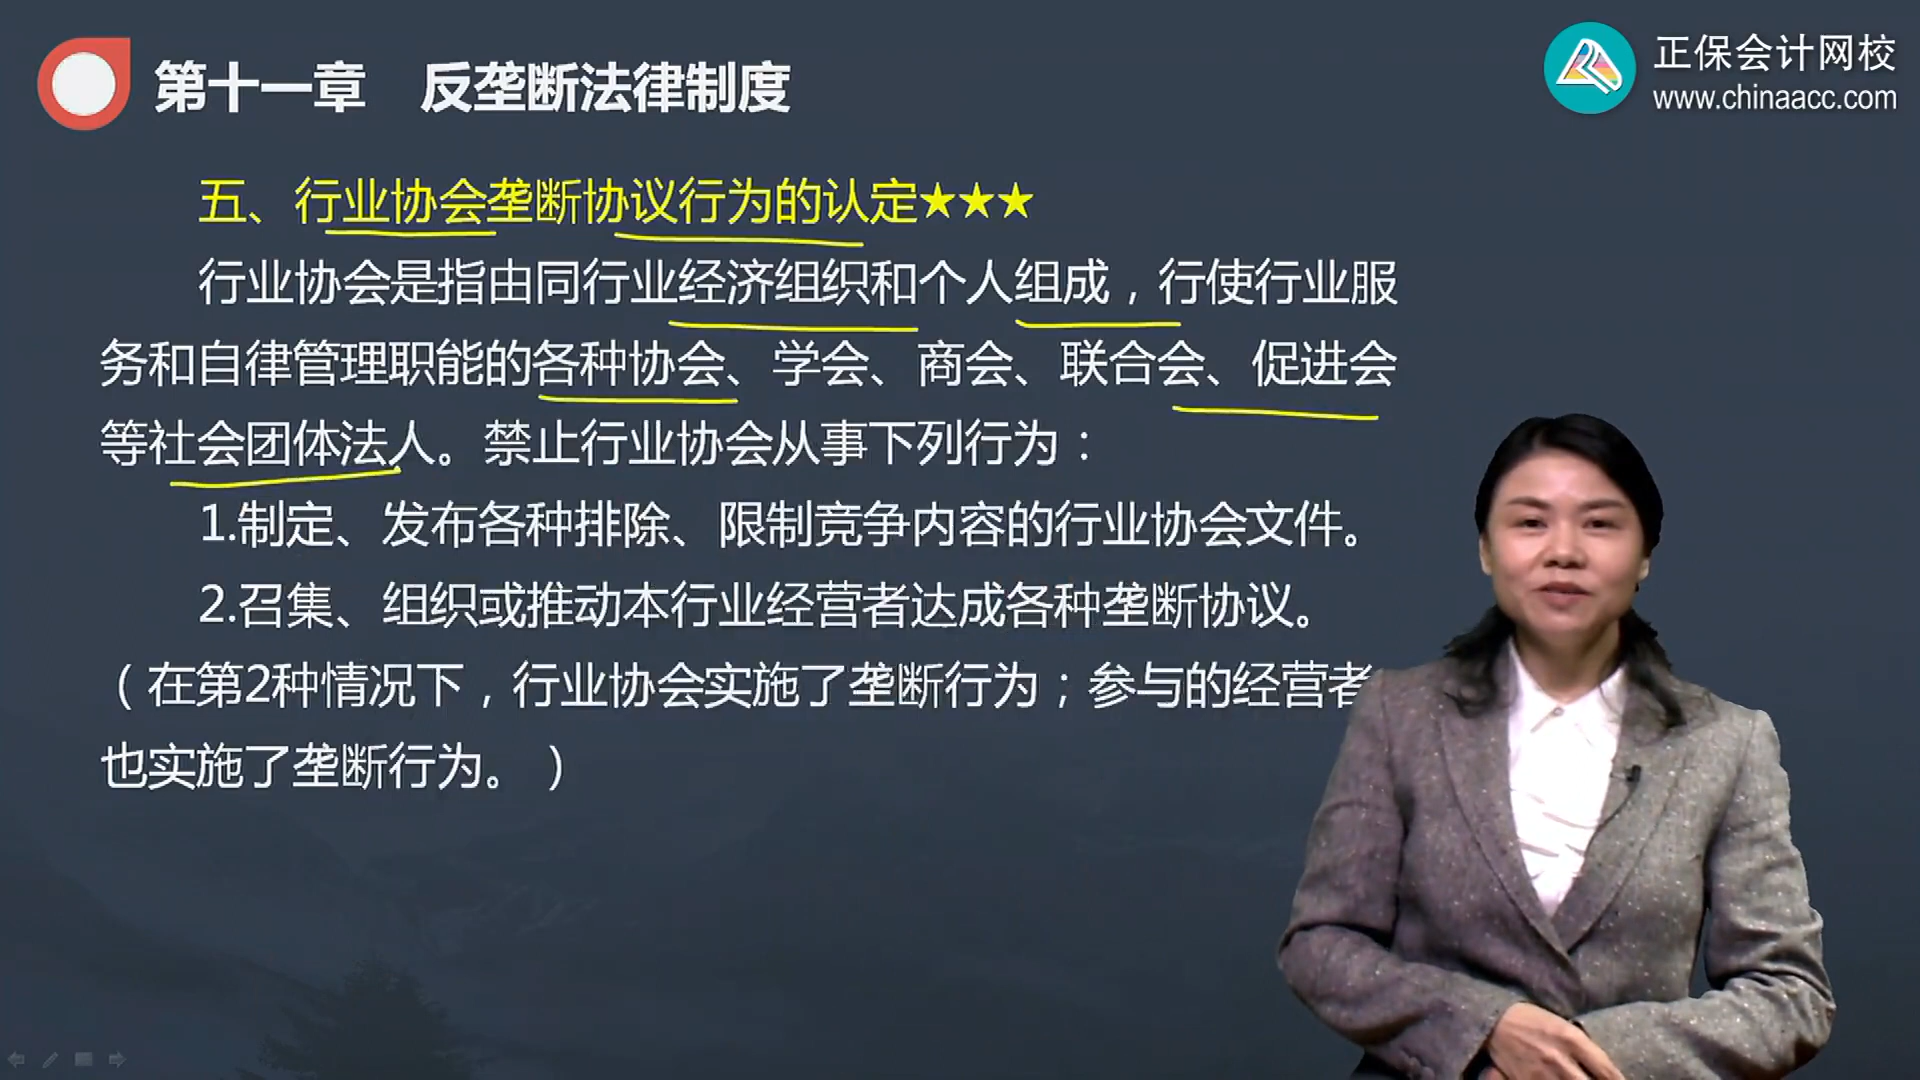 第十一章 反垄断法律制度
正保会计网校
www.chinaacc.com
五、行业协会垄断协议行为的认定★★★
行业协会是指由同行业经济组织和个人组成，行使行业服
务和自律管理职能的各种协会、学会、商会、联合会、促进会
等社会团体法人。禁止行业协会从事下列行为：
1.制定、发布各种排除、限制竞争内容的行业协会文件。
2.召集、组织或推动本行业经营者达成各种垄断协议。
（在第2种情况下，行业协会实施了垄断行为；参与的经营者
也实施了垄断行为。）